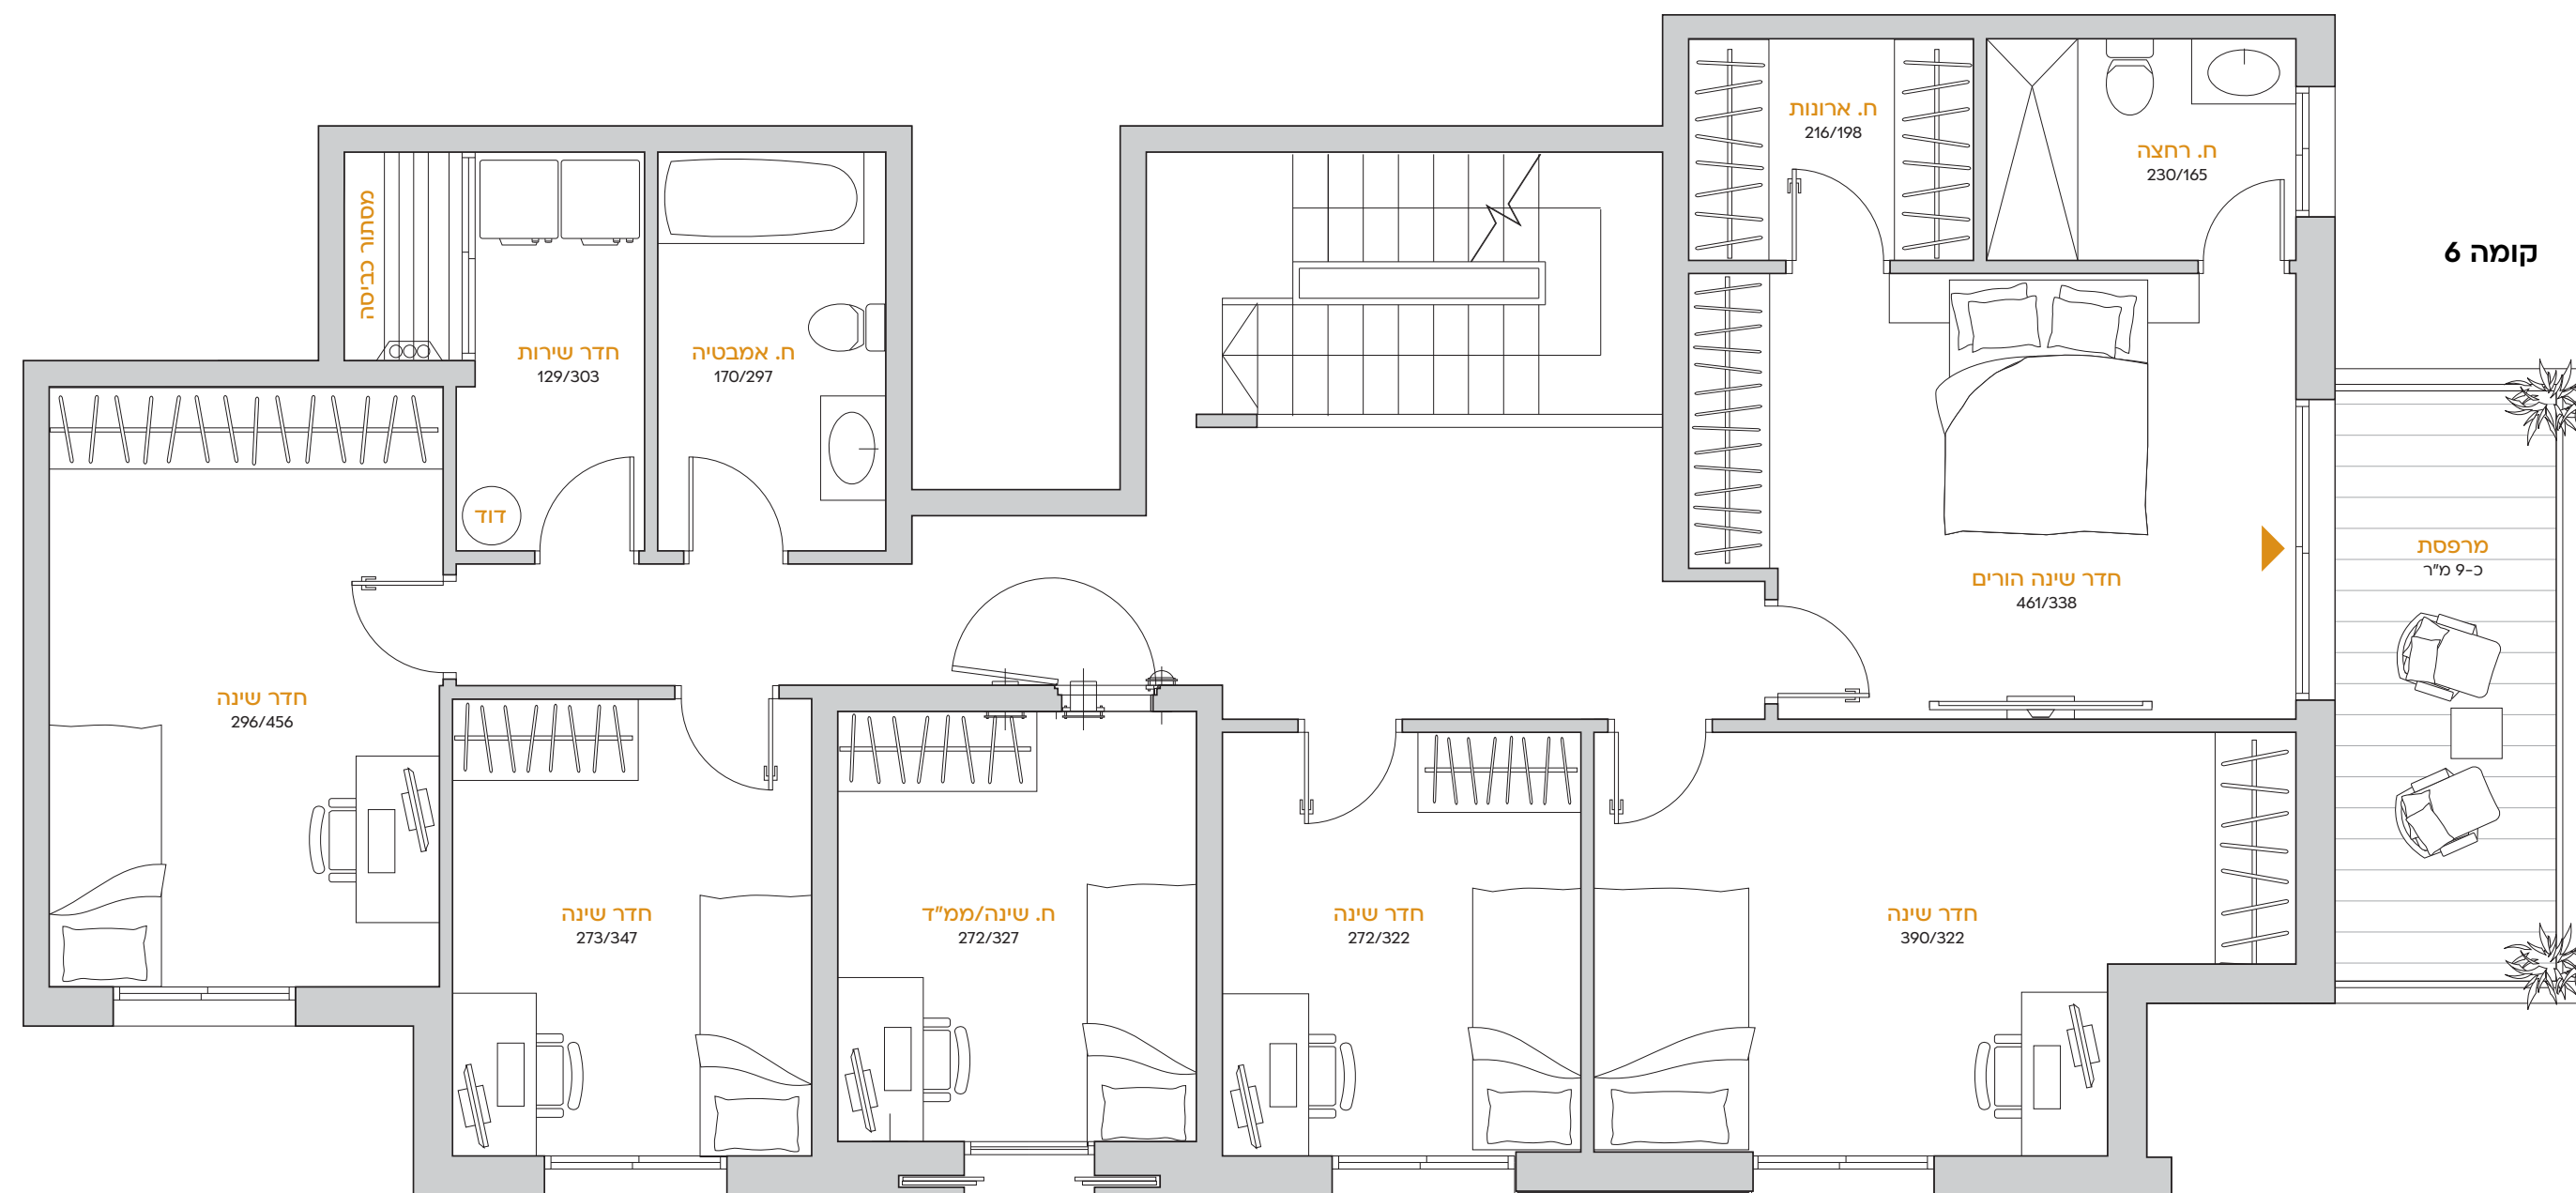 קומה 6
ח. ארונות
216/198
ח. רחצה
230/165
מסתור כביסה
חדר שירות
129/303
ח. אמבטיה
170/297
דוד
מרפסת
כ-9 מ"ר
חדר שינה הורים
461/338
חדר שינה
296/456
חדר שינה
390/322
חדר שינה
272/322
ח. שינה/ממ"ד
272/327
חדר שינה
273/347